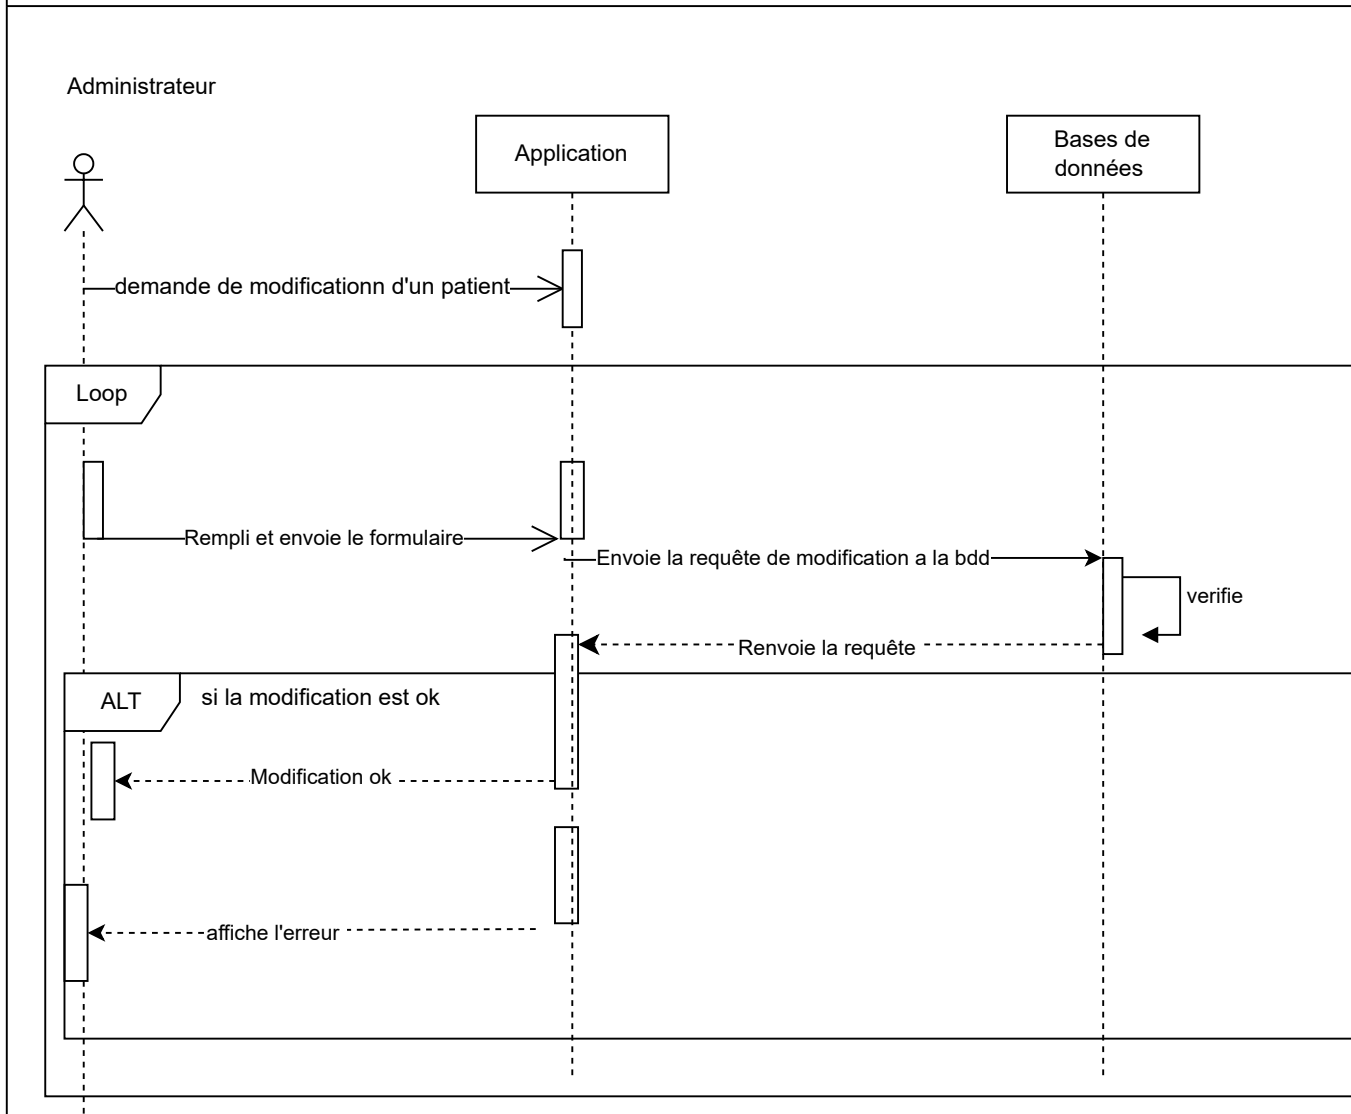 Administrateur
Application
Bases de
données
demande de modificationn d'un patient
Loop
Rempli et envoie le formulaire
Envoie la requête de modification a la bdd
verifie
Renvoie la requête
ALT
si la modification est ok
Modification ok
affiche l'erreur